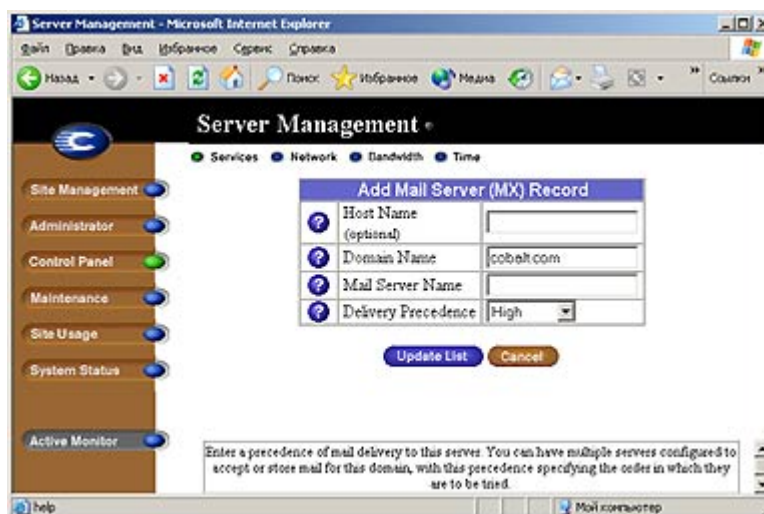 Server Management - Microsoft Internet Explorer
Файл Правка Вид Избранное Сервис Справка
Назад Поиск Избранное Медиа Ссылки
Server Management
Services Network Bandwidth Time
Site Management
Administrator
Control Panel
Maintenance
Site Usage
System Status
Active Monitor
Add Mail Server (MX) Record
Host Name
(optional)
Domain Name cobalt.com
Mail Server Name
Delivery Precedence High
Update List Cancel
Enter a precedence of mail delivery to this server. You can have multiple servers configured to
accept or store mail for this domain, with this precedence specifying the order in which they
are to be tried.
help Мой компьютер